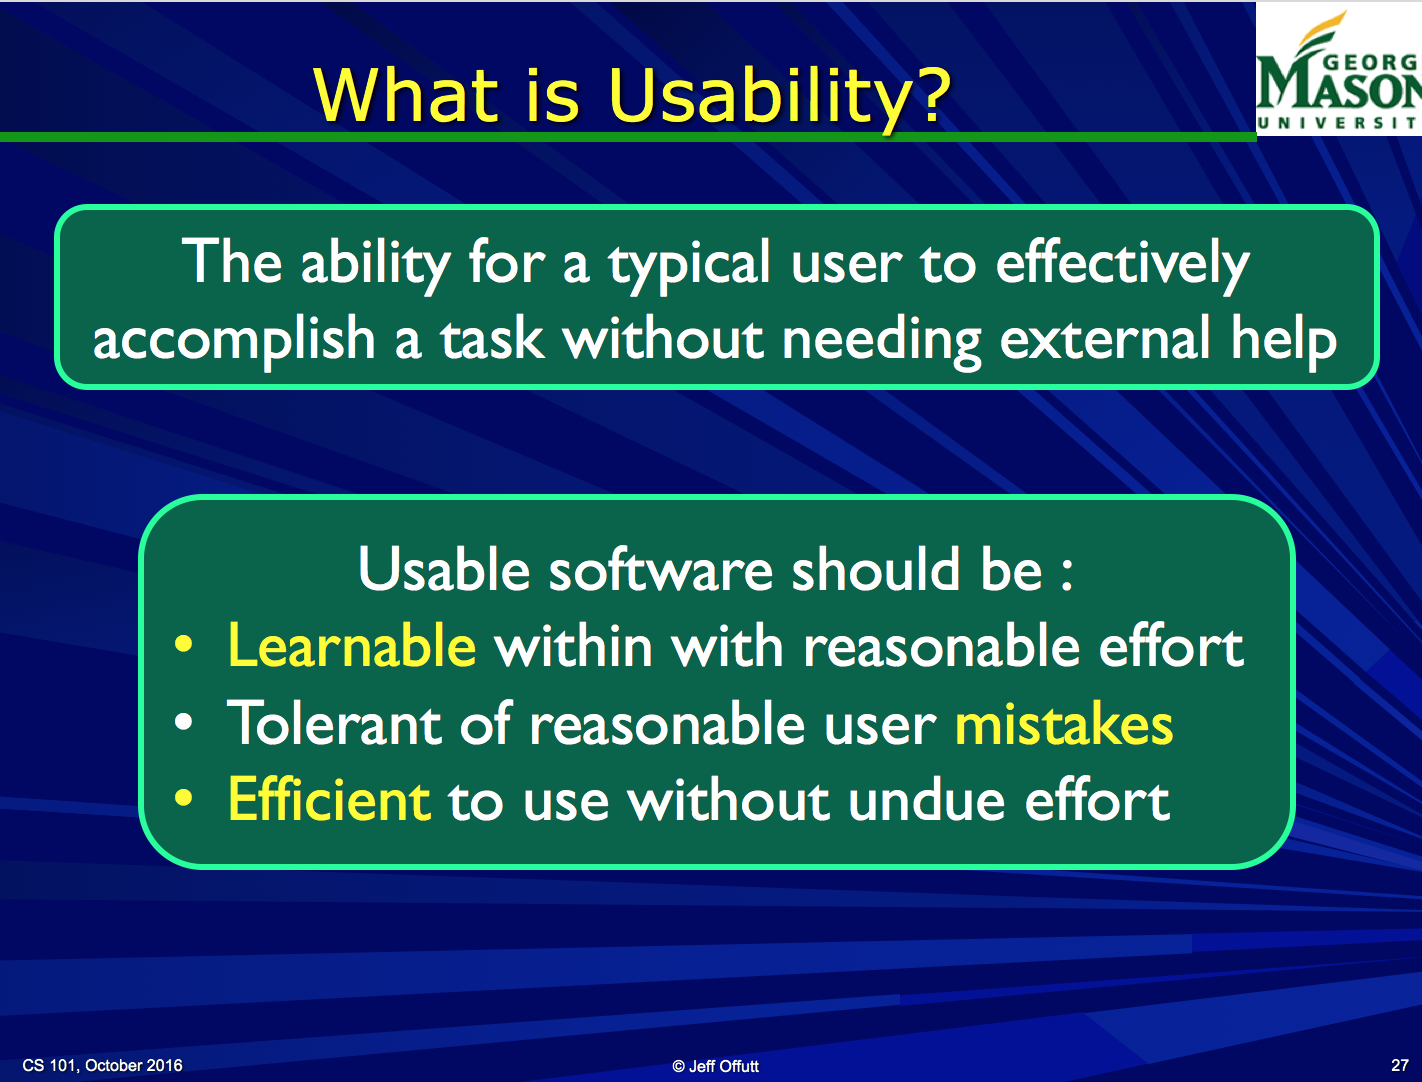 What is Usability?
GEORG
MASON
UNIVERSIT
The ability for a typical user to effectively
accomplish a task without needing external help
Usable software should be :
• Learnable within with reasonable effort
• Tolerant of reasonable user mistakes
• Efficient to use without undue effort
CS 101, October 2016
© Jeff Offutt
27